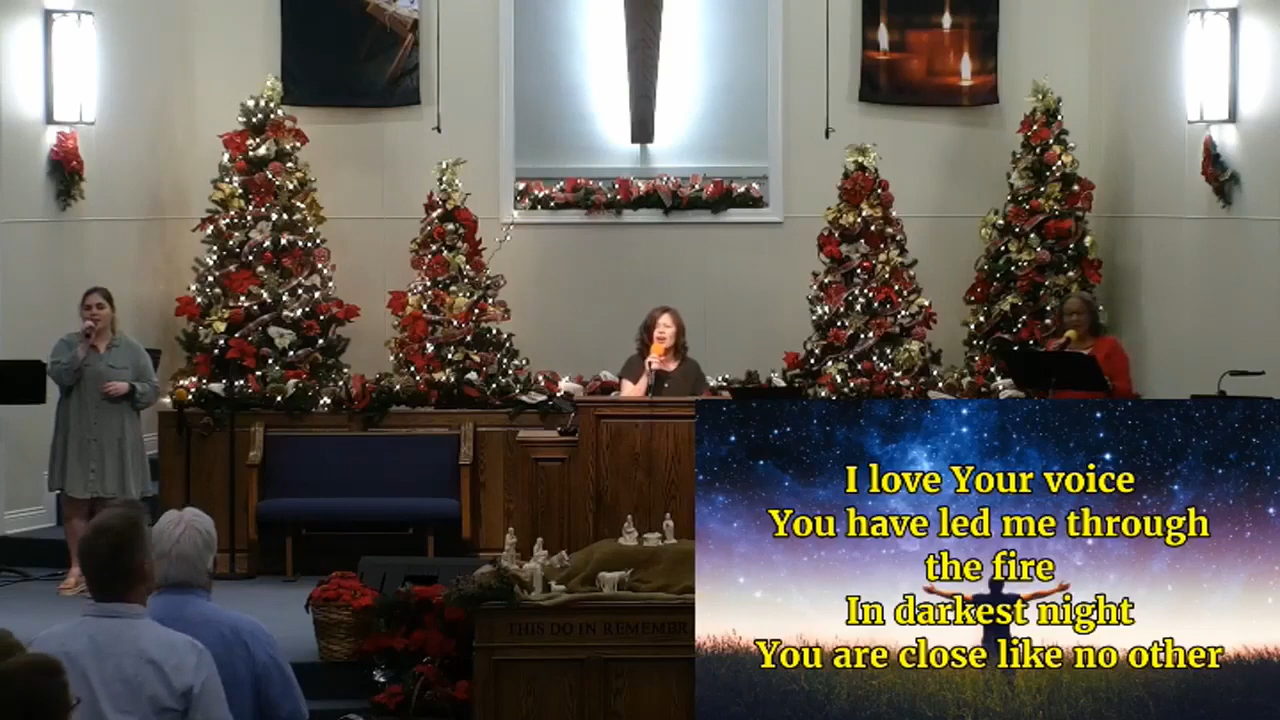 I love Your voice
You have led me through
the fire
In darkest night
You are close like no other
THIS DO IN REMEMBRA